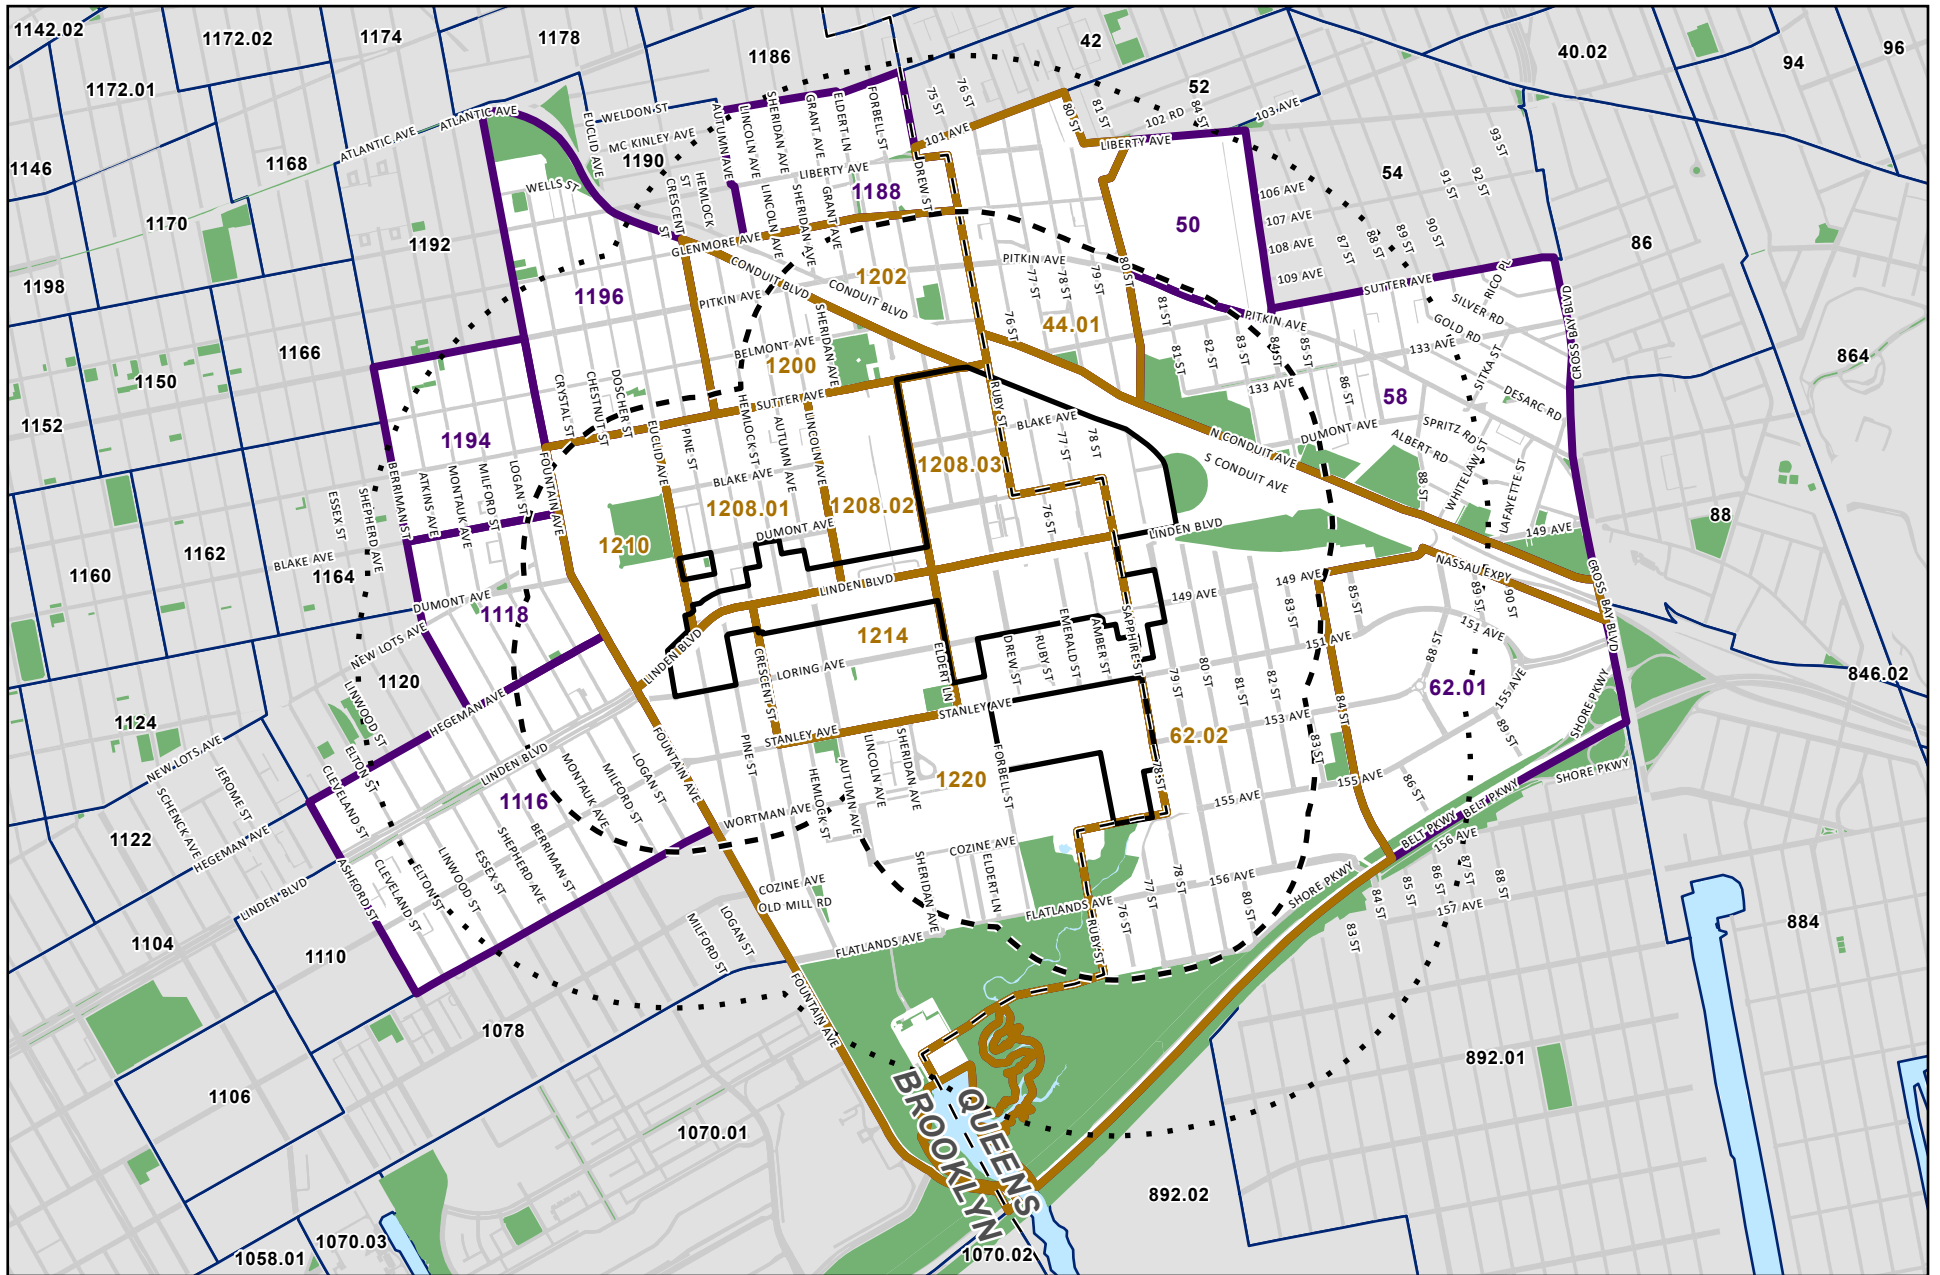 1142.02
1172.02
1174
1178
1186
42
40.02
94
96
1172.01
52
1146
1168
1190
54
1170
1192
1188
50
86
1198
1196
1202
44.01
1166
1150
1200
58
864
1152
1194
1208.03
1208.01
1208.02
88
1160
1162
1164
1210
1118
1214
1120
62.01
846.02
1124
62.02
1116
1220
1122
1104
1110
884
1078
892.01
1106
1070.01
892.02
1070.03
1058.01
1070.02
QUEENS
BROOKLYN
ATLANTIC AVE
ATLANTIC AVE
WELDON ST
MC KINLEY AVE
EUCLID AVE
WELLS ST
AUTUMN AVE
LINCOLN AVE
SHERIDAN AVE
GRANT AVE
ELDERT LN
FORBELL ST
75 ST
76 ST
101 AVE
80 ST
81 ST
102 RD
84 ST
103 AVE
LIBERTY AVE
LIBERTY AVE
DREW ST
93 ST
92 ST
91 ST
90 ST
89 ST
88 ST
87 ST
106 AVE
107 AVE
108 AVE
109 AVE
CRESCENT ST
HEMLOCK ST
LINCOLN AVE
SHERIDAN AVE
GRANT AVE
GLENMORE AVE
CONDUIT BLVD
CONDUIT BLVD
PITKIN AVE
PITKIN AVE
PITKIN AVE
77 ST
78 ST
79 ST
80 ST
76 ST
81 ST
81 ST
82 ST
83 ST
84 ST
85 ST
86 ST
SUTTER AVE
RICO PL
SILVER RD
GOLD RD
133 AVE
133 AVE
SITKA ST
DESARC RD
CROSS BAY BLVD
BELMONT AVE
SHERIDAN AVE
SUTTER AVE
CRYSTAL ST
CHESTNUT ST
DOSCHER ST
EUCLID AVE
PINE ST
HEMLOCK ST
AUTUMN AVE
LINCOLN AVE
RUBY ST
BLAKE AVE
77 ST
78 ST
N CONDUIT AVE
S CONDUIT AVE
DUMONT AVE
ALBERT RD
SPRITZ RD
WHITELAW ST
LAFAYETTE ST
88 ST
149 AVE
BERRIMAN ST
ATKINS AVE
MONTAUK AVE
MILFORD ST
LOGAN ST
FOUNTAIN AVE
ESSEX ST
SHEPHERD AVE
BLAKE AVE
BLAKE AVE
DUMONT AVE
DUMONT AVE
76 ST
LINDEN BLVD
LINDEN BLVD
LINDEN BLVD
149 AVE
149 AVE
NASSAU EXPY
89 ST
90 ST
151 AVE
151 AVE
CROSS BAY BLVD
NEW LOTS AVE
LINWOOD ST
HEGEMAN AVE
LORING AVE
CRESCENT ST
ELDERT LN
DREW ST
RUBY ST
EMERALD ST
AMBER ST
SAPPHIRE ST
79 ST
80 ST
81 ST
82 ST
83 ST
85 ST
84 ST
88 ST
155 AVE
89 ST
SHORE PKWY
STANLEY AVE
STANLEY AVE
153 AVE
83 ST
155 AVE
155 AVE
86 ST
SHORE PKWY
BELT PKWY
BELT PKWY
156 AVE
NEW LOTS AVE
JEROME ST
SCHENCK AVE
HEGEMAN AVE
ELTON ST
CLEVELAND ST
LINDEN BLVD
LINDEN BLVD
MONTAUK AVE
MILFORD ST
LOGAN ST
FOUNTAIN AVE
PINE ST
WORTMAN AVE
HEMLOCK ST
AUTUMN AVE
LINCOLN AVE
SHERIDAN AVE
FORBELL ST
78 ST
COZINE AVE
ELDERT LN
SHERIDAN AVE
ASHFORD ST
CLEVELAND ST
ELTON ST
LINWOOD ST
ESSEX ST
SHEPHERD AVE
BERRIMAN ST
COZINE AVE
OLD MILL RD
LOGAN ST
MILFORD ST
FLATLANDS AVE
FLATLANDS AVE
RUBY ST
76 ST
77 ST
78 ST
156 AVE
80 ST
SHORE PKWY
83 ST
84 ST
85 ST
86 ST
87 ST
88 ST
157 AVE
FOUNTAIN AVE